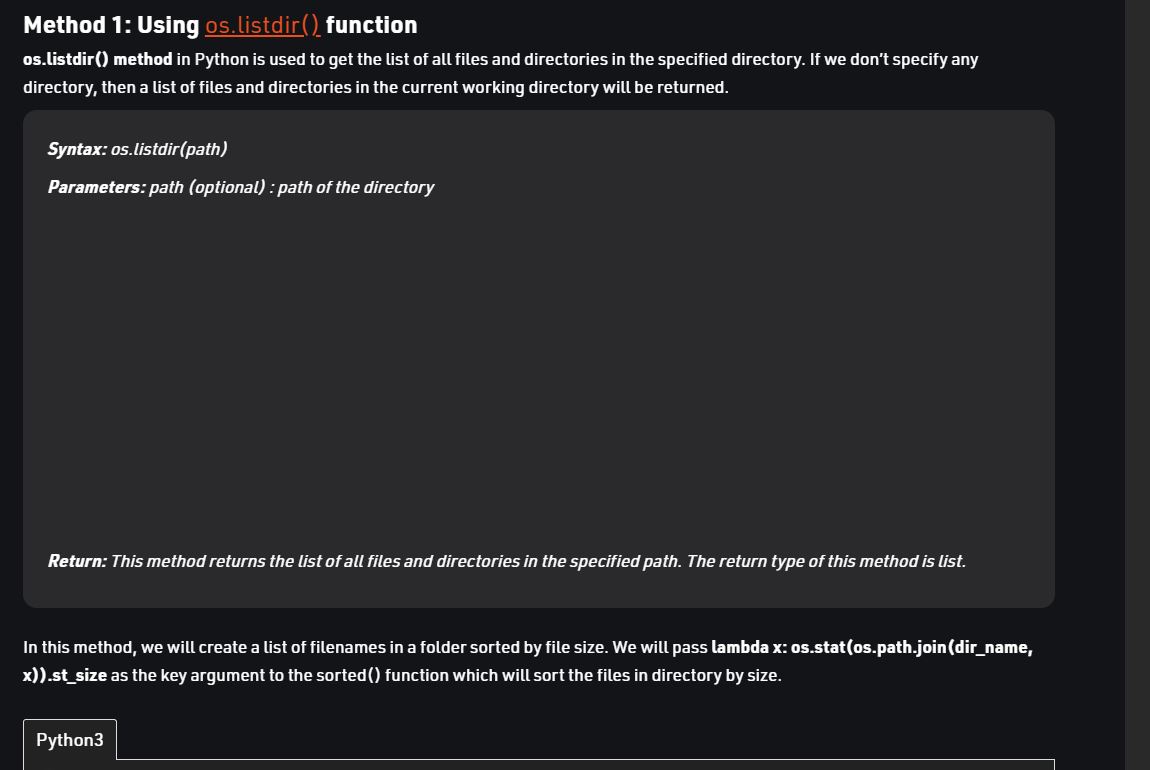 Method 1: Using os.listdir() function
os.listdir() method in Python is used to get the list of all files and directories in the specified directory. If we don’t specify any
directory, then a list of files and directories in the current working directory will be returned.
Syntax: os.listdir(path)
Parameters: path (optional) : path of the directory
Return: This method returns the list of all files and directories in the specified path. The return type of this method is list.
In this method, we will create a list of filenames in a folder sorted by file size. We will pass lambda x: os.stat(os.path.join(dir_name,
x)).st_size as the key argument to the sorted() function which will sort the files in directory by size.
Python3